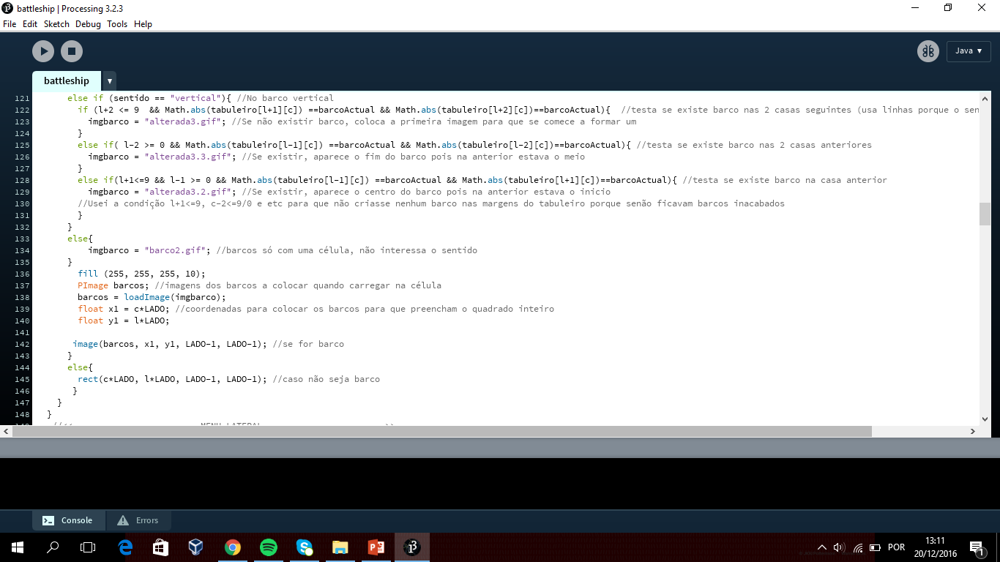 battleship | Processing 3.2.3
File Edit Sketch Debug Tools Help
Java ▼
battleship ▼
121 else if (sentido == "vertical"){ //No barco vertical
122 if (l+2 <= 9  && Math.abs(tabuleiro[l+1][c]) ==barcoActual && Math.abs(tabuleiro[l+2][c])==barcoActual){  //testa se existe barco nas 2 casas seguintes (usa linhas porque o sen
123 imgbarco = "alterada3.gif"; //Se não existir barco, coloca a primeira imagem para que se comece a formar um
124 }
125 else if( l-2 >= 0 && Math.abs(tabuleiro[l-1][c]) ==barcoActual && Math.abs(tabuleiro[l-2][c])==barcoActual){ //testa se existe barco nas 2 casas anteriores
126 imgbarco = "alterada3.3.gif"; //Se existir, aparece o fim do barco pois na anterior estava o meio
127 }
128 else if(l+1<=9 && l-1 >= 0 && Math.abs(tabuleiro[l-1][c]) ==barcoActual && Math.abs(tabuleiro[l+1][c])==barcoActual){ //testa se existe barco na casa anterior
129 imgbarco = "alterada3.2.gif"; //Se existir, aparece o centro do barco pois na anterior estava o inicio
130 //Usei a condição l+1<=9, c-2<=9/0 e etc para que não criasse nenhum barco nas margens do tabuleiro porque senão ficavam barcos inacabados
131 }
132 }
133 else{
134 imgbarco = "barco2.gif"; //barcos só com uma célula, não interessa o sentido
135 }
136 fill (255, 255, 255, 10);
137 PImage barcos; //imagens dos barcos a colocar quando carregar na célula
138 barcos = loadImage(imgbarco);
139 float x1 = c*LADO; //coordenadas para colocar os barcos para que preencham o quadrado inteiro
140 float y1 = l*LADO;
141
142 image(barcos, x1, y1, LADO-1, LADO-1); //se for barco
143 }
144 else{
145 rect(c*LADO, l*LADO, LADO-1, LADO-1); //caso não seja barco
146 }
147 }
148 }
149 //<< MENU LATERAL >>
Console Errors
POR
13:11
20/12/2016
1